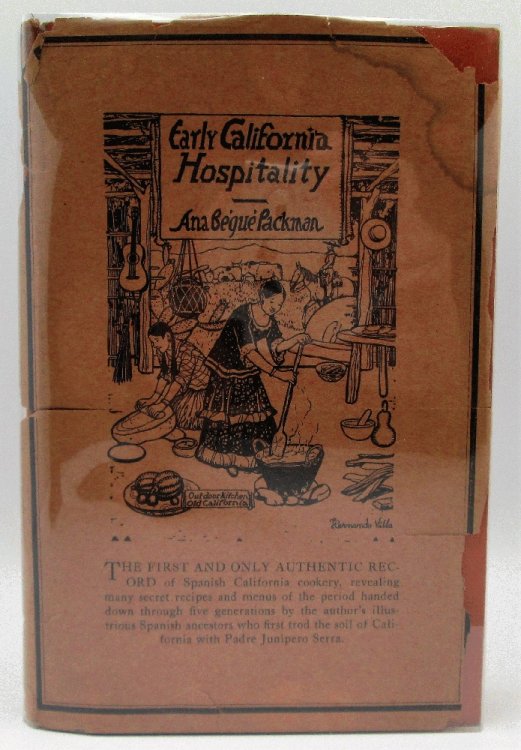 Early California
Hospitality
Ana Bégué Packman
Outdoor Kitchen
Old California
Hernando Villa
THE FIRST AND ONLY AUTHENTIC REC-
ORD of Spanish California cookery, revealing
many secret recipes and menus of the period handed
down through five generations by the author's illus-
trious Spanish ancestors who first trod the soil of Cali-
fornia with Padre Junipero Serra.